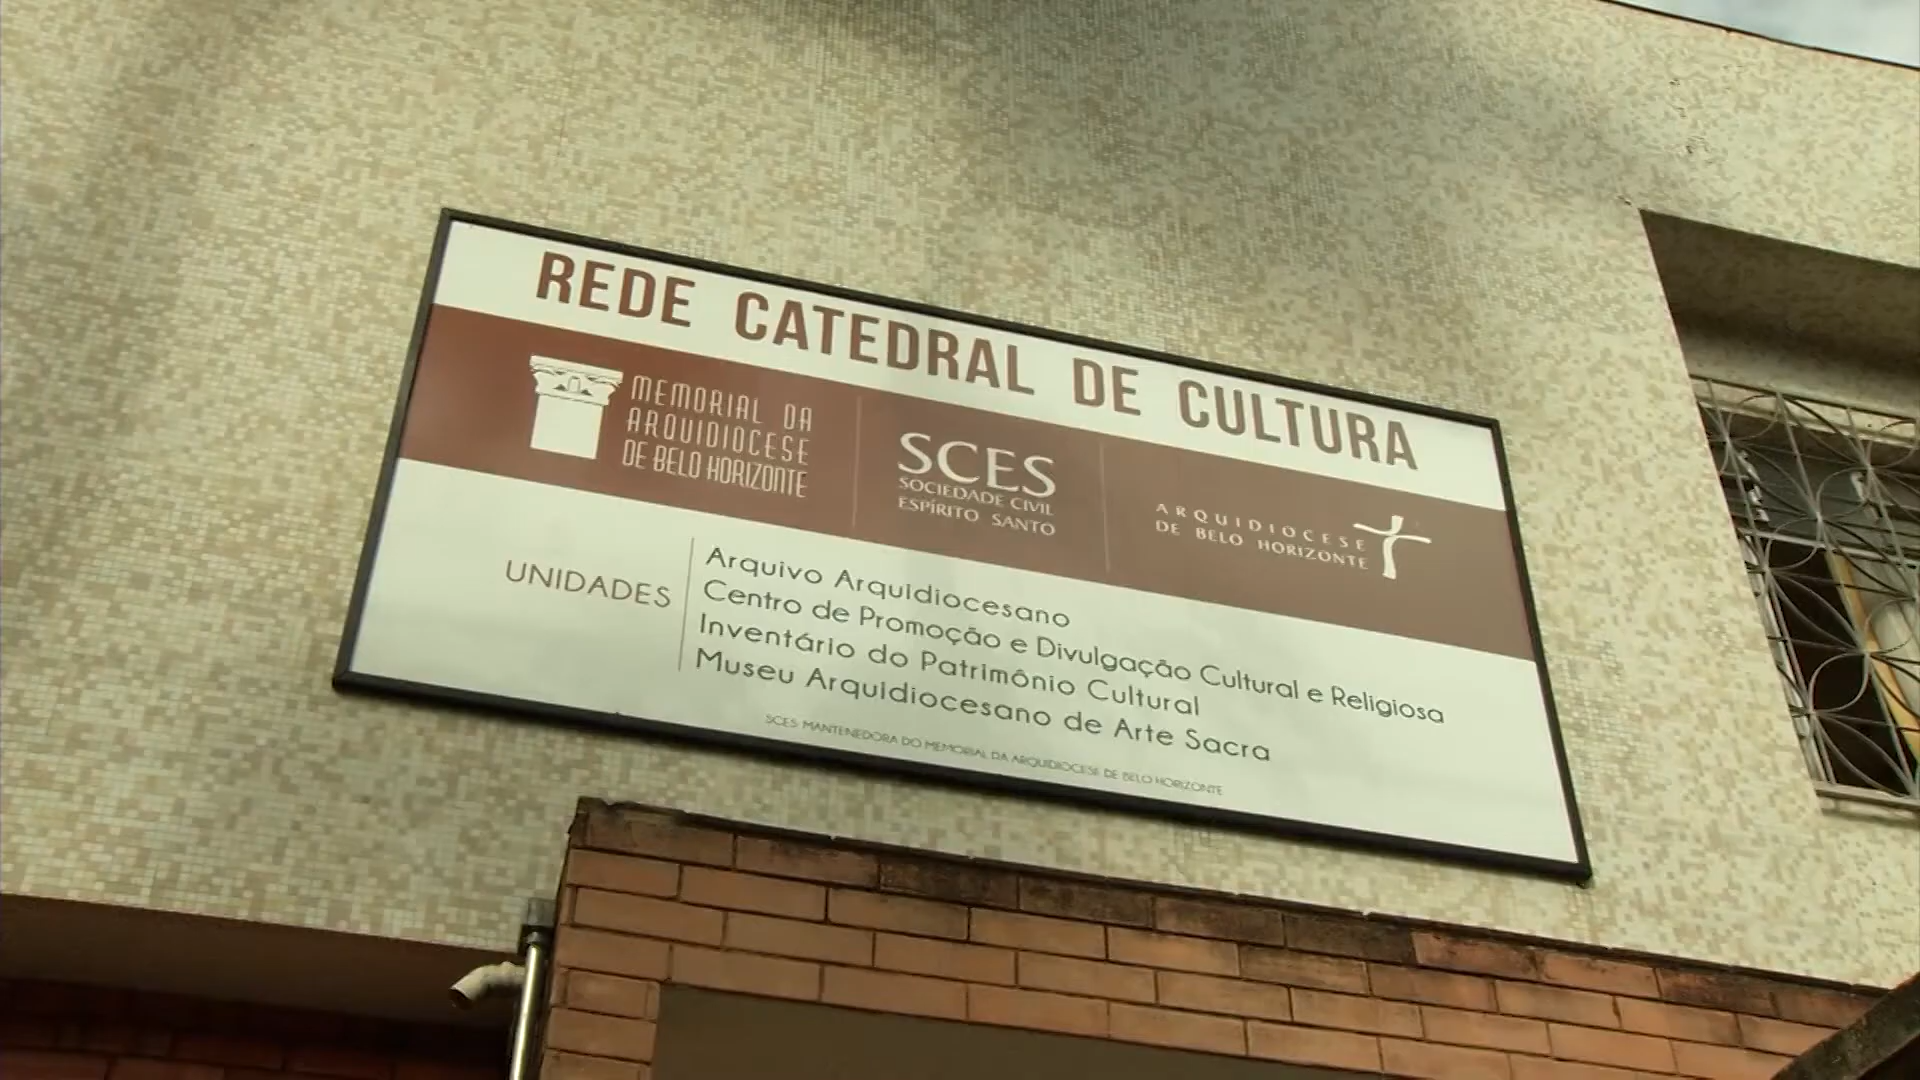 REDE CATEDRAL DE CULTURA
MEMORIAL DA
ARQUIDIOCESE
DE BELO HORIZONTE
SCES
SOCIEDADE CIVIL
ESPÍRITO SANTO
ARQUIDIOCESE
DE BELO HORIZONTE
UNIDADES
Arquivo Arquidiocesano
Centro de Promoção e Divulgação Cultural e Religiosa
Inventário do Patrimônio Cultural
Museu Arquidiocesano de Arte Sacra
SCES MANTENEDORA DO MEMORIAL DA ARQUIDIOCESE DE BELO HORIZONTE